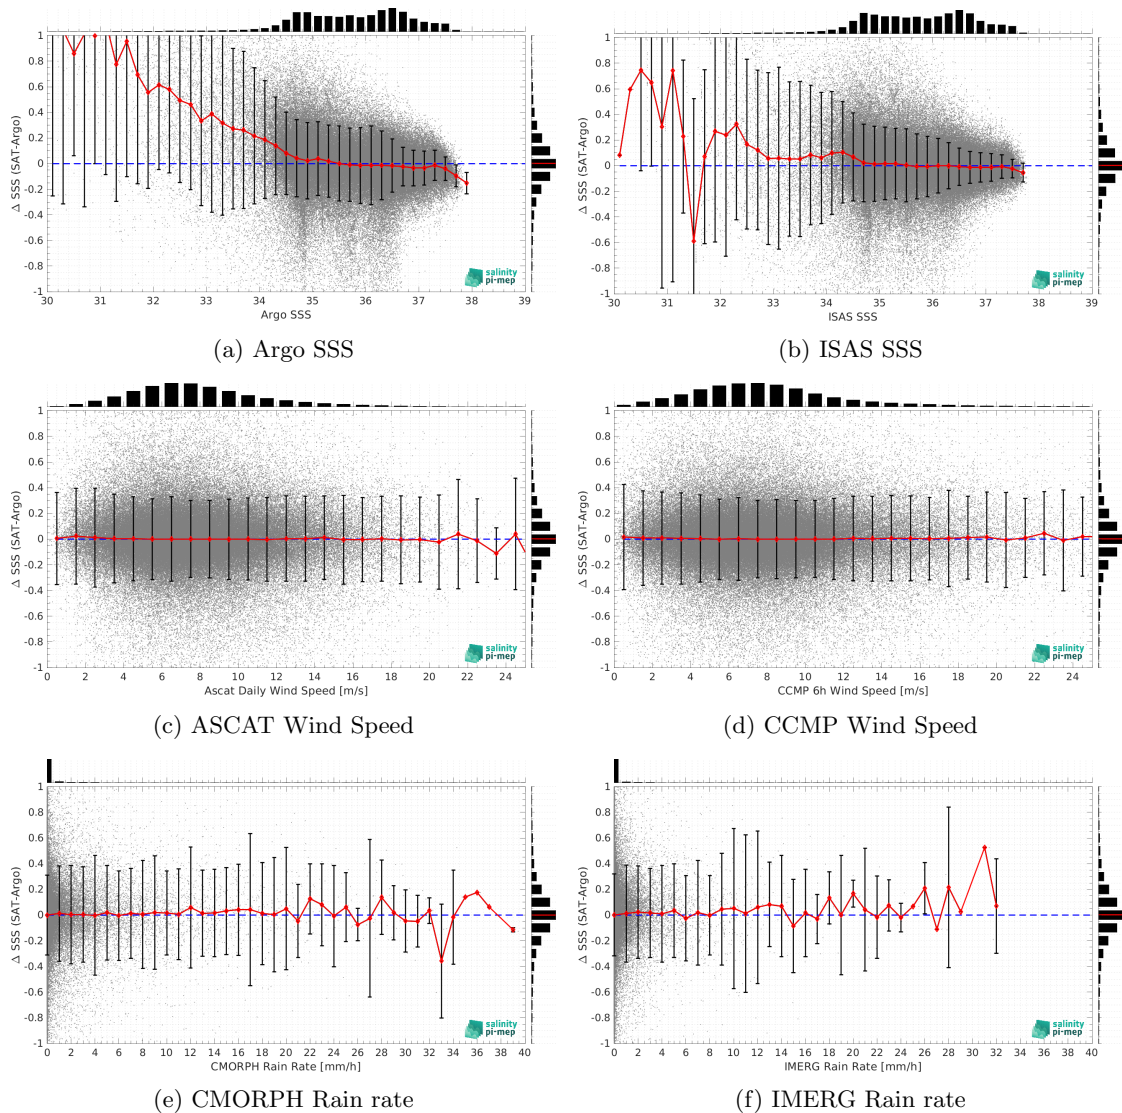 1
0.8
0.6
0.4
0.2
0
-0.2
-0.4
-0.6
-0.8
-1
Δ SSS (SAT-Argo)
30 31 32 33 34 35 36 37 38 39
Argo SSS
salinity
pi-mep
(a) Argo SSS
1
0.8
0.6
0.4
0.2
0
-0.2
-0.4
-0.6
-0.8
-1
Δ SSS (SAT-Argo)
30 31 32 33 34 35 36 37 38 39
ISAS SSS
salinity
pi-mep
(b) ISAS SSS
1
0.8
0.6
0.4
0.2
0
-0.2
-0.4
-0.6
-0.8
-1
Δ SSS (SAT-Argo)
0 2 4 6 8 10 12 14 16 18 20 22 24
Ascat Daily Wind Speed [m/s]
salinity
pi-mep
(c) ASCAT Wind Speed
1
0.8
0.6
0.4
0.2
0
-0.2
-0.4
-0.6
-0.8
-1
Δ SSS (SAT-Argo)
0 2 4 6 8 10 12 14 16 18 20 22 24
CCMP 6h Wind Speed [m/s]
salinity
pi-mep
(d) CCMP Wind Speed
1
0.8
0.6
0.4
0.2
0
-0.2
-0.4
-0.6
-0.8
-1
Δ SSS (SAT-Argo)
0 2 4 6 8 10 12 14 16 18 20 22 24 26 28 30 32 34 36 38 40
CMORPH Rain Rate [mm/h]
salinity
pi-mep
(e) CMORPH Rain rate
1
0.8
0.6
0.4
0.2
0
-0.2
-0.4
-0.6
-0.8
-1
Δ SSS (SAT-Argo)
0 2 4 6 8 10 12 14 16 18 20 22 24 26 28 30 32 34 36 38 40
IMERG Rain Rate [mm/h]
salinity
pi-mep
(f) IMERG Rain rate